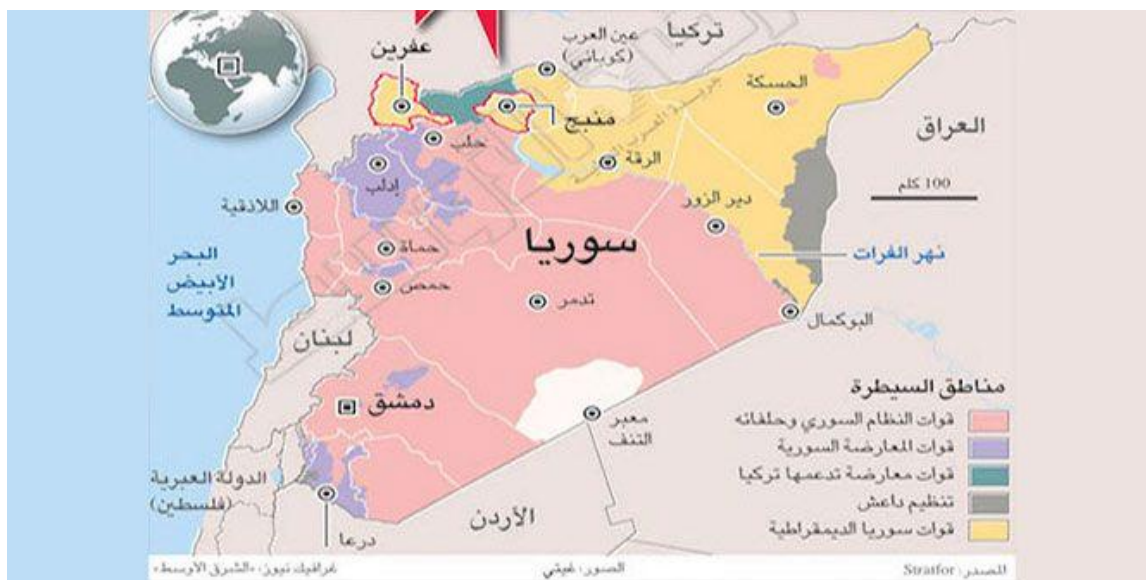 تركيا
عين العرب
(كوباني)
عفرين
منبج
الحسكة
العراق
حلب
الرقة
إدلب
100 كلم
دير الزور
اللاذقية
حماة
سوريا
نهر الفرات
البحر
الأبيض
المتوسط
حمص
تدمر
البوكمال
لبنان
دمشق
معبر
التنف
الدولة العبرية
(فلسطين)
درعا
الأردن
مناطق السيطرة
قوات النظام السوري وحلفائه
قوات المعارضة السورية
قوات معارضة تدعمها تركيا
تنظيم داعش
قوات سوريا الديمقراطية
المصدر: Stratfor
الصور: غيتي
غرافيك نيوز، «الشرق الأوسط»